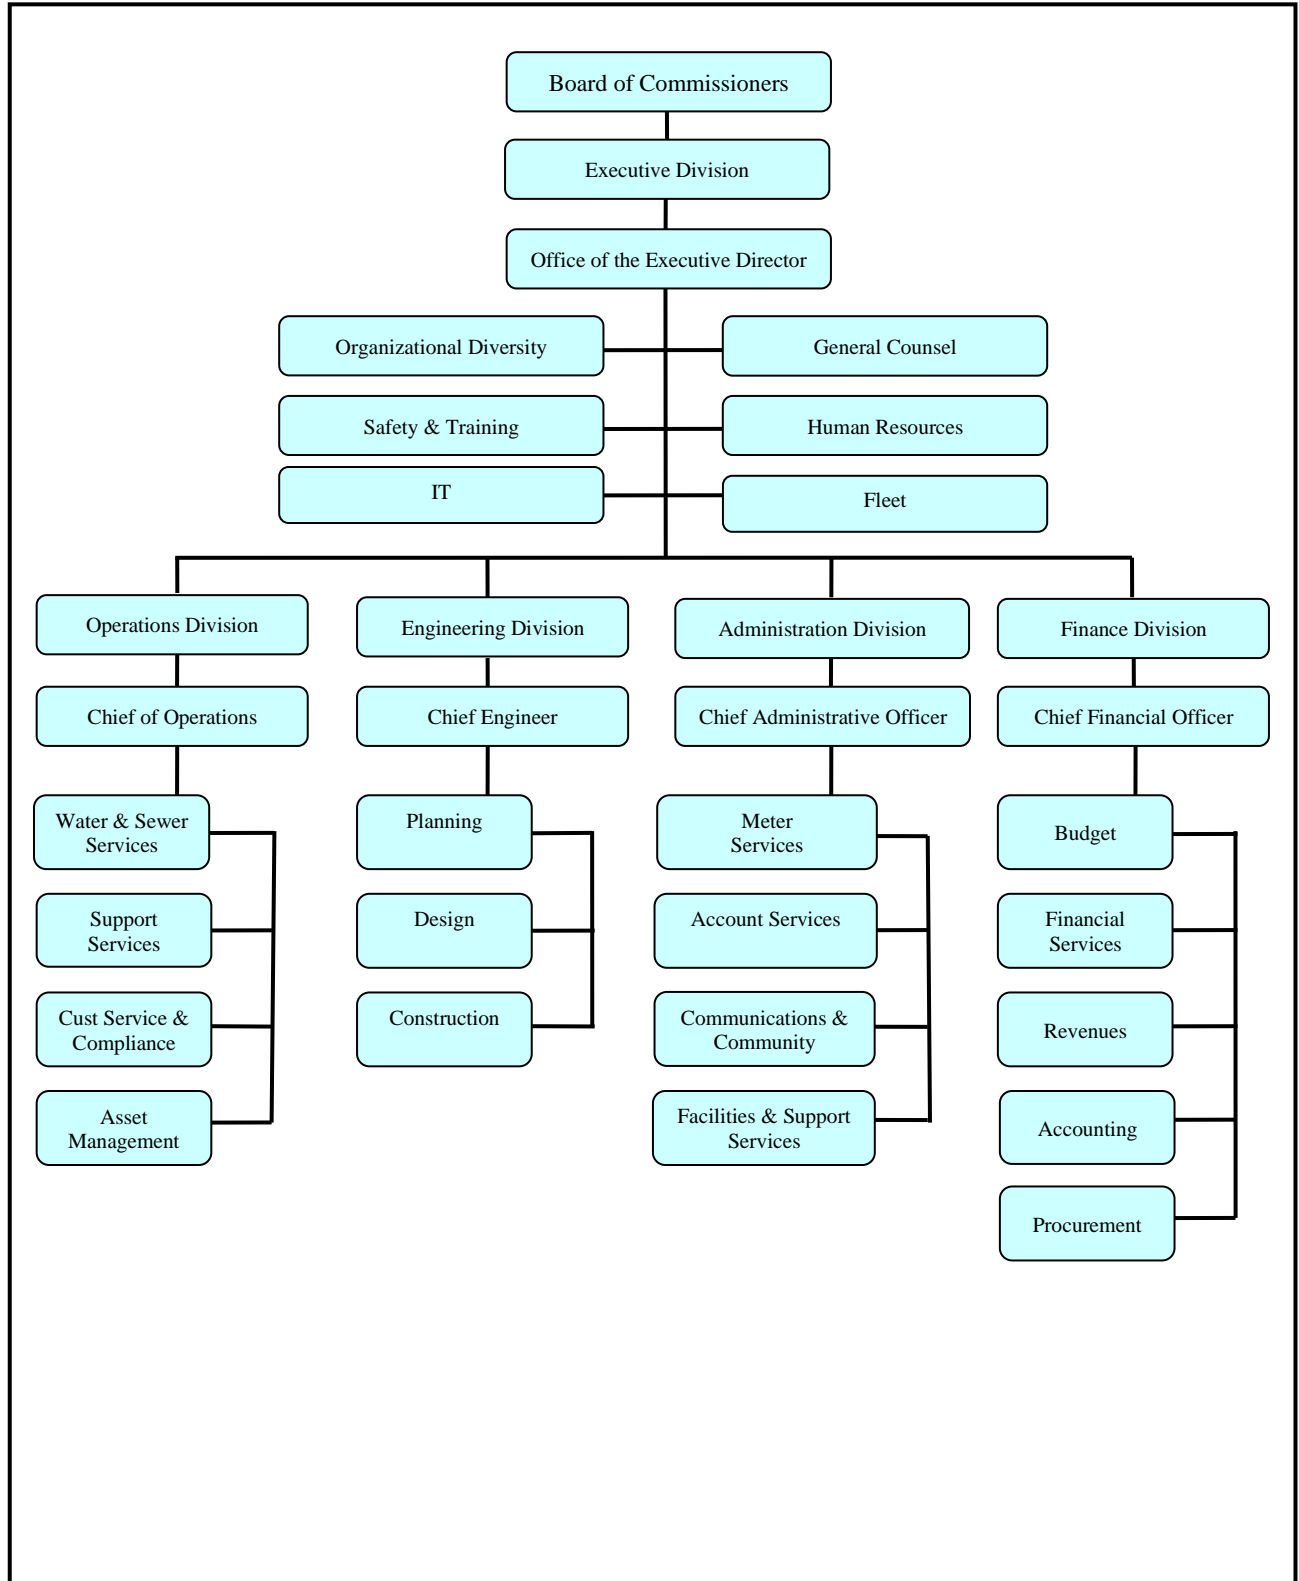 Board of Commissioners
Executive Division
Office of the Executive Director
Organizational Diversity
General Counsel
Safety & Training
Human Resources
IT
Fleet
Operations Division
Engineering Division
Administration Division
Finance Division
Chief of Operations
Chief Engineer
Chief Administrative Officer
Chief Financial Officer
Water & Sewer
Services
Planning
Meter
Services
Budget
Support
Services
Design
Account Services
Financial
Services
Cust Service &
Compliance
Construction
Communications &
Community
Revenues
Asset
Management
Facilities & Support
Services
Accounting
Procurement